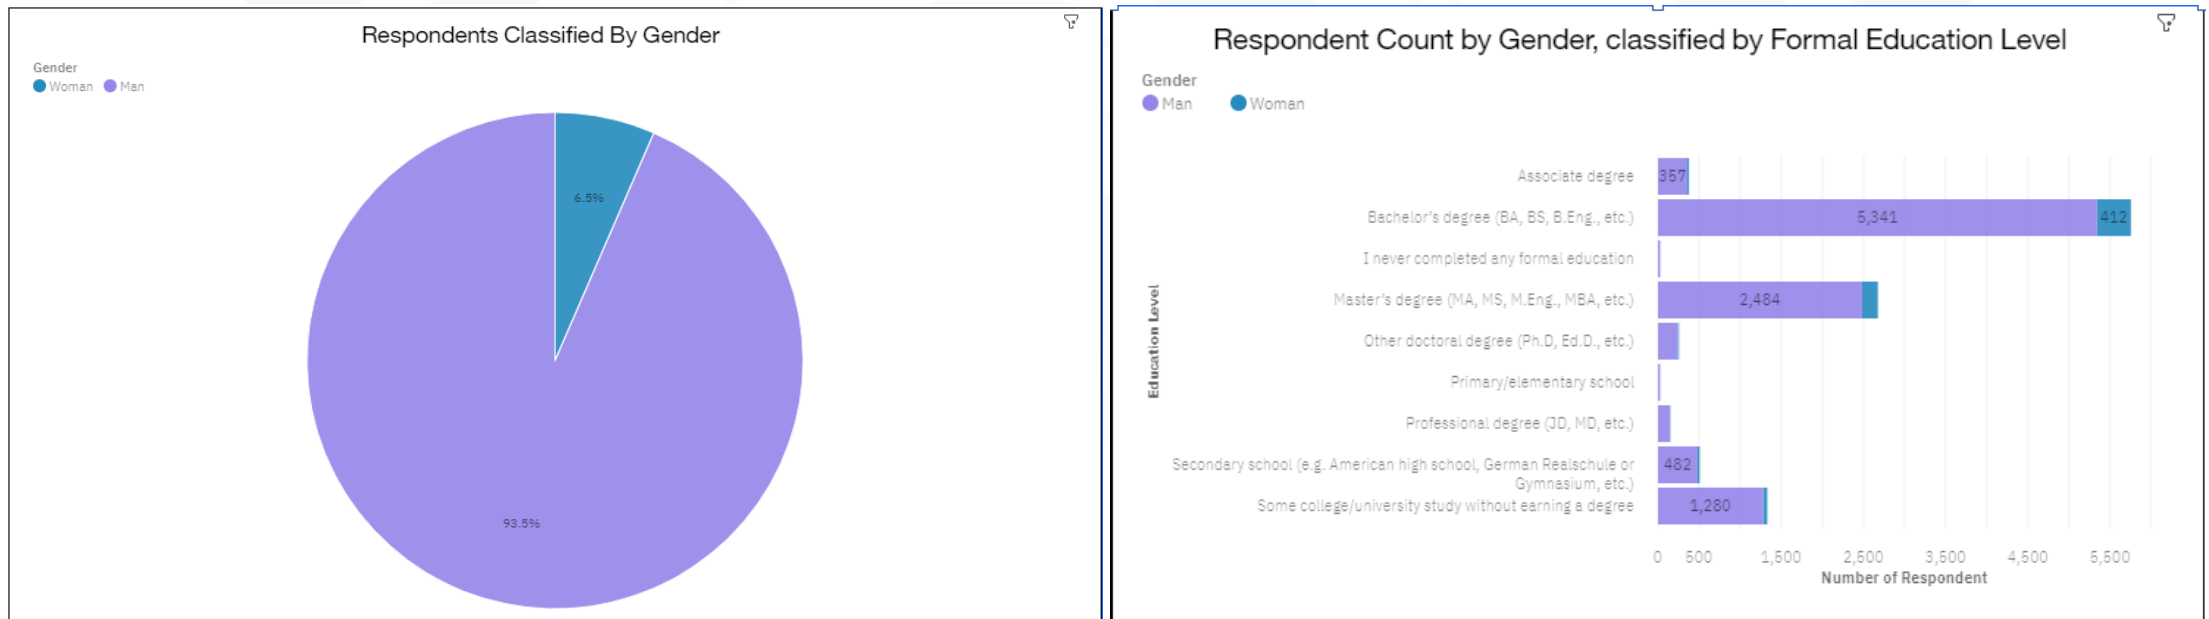 Respondents Classified By Gender
Gender
Woman Man
6.5%
93.5%
Respondent Count by Gender, classified by Formal Education Level
Gender
Man Woman
Education Level
Associate degree 357
Bachelor's degree (BA, BS, B.Eng., etc.) 5,341 412
I never completed any formal education
Master's degree (MA, MS, M.Eng., MBA, etc.) 2,484
Other doctoral degree (Ph.D, Ed.D., etc.)
Primary/elementary school
Professional degree (JD, MD, etc.)
Secondary school (e.g. American high school, German Realschule or 482
Gymnasium, etc.)
Some college/university study without earning a degree 1,280
0 500 1,500 2,500 3,500 4,500 5,500
Number of Respondent